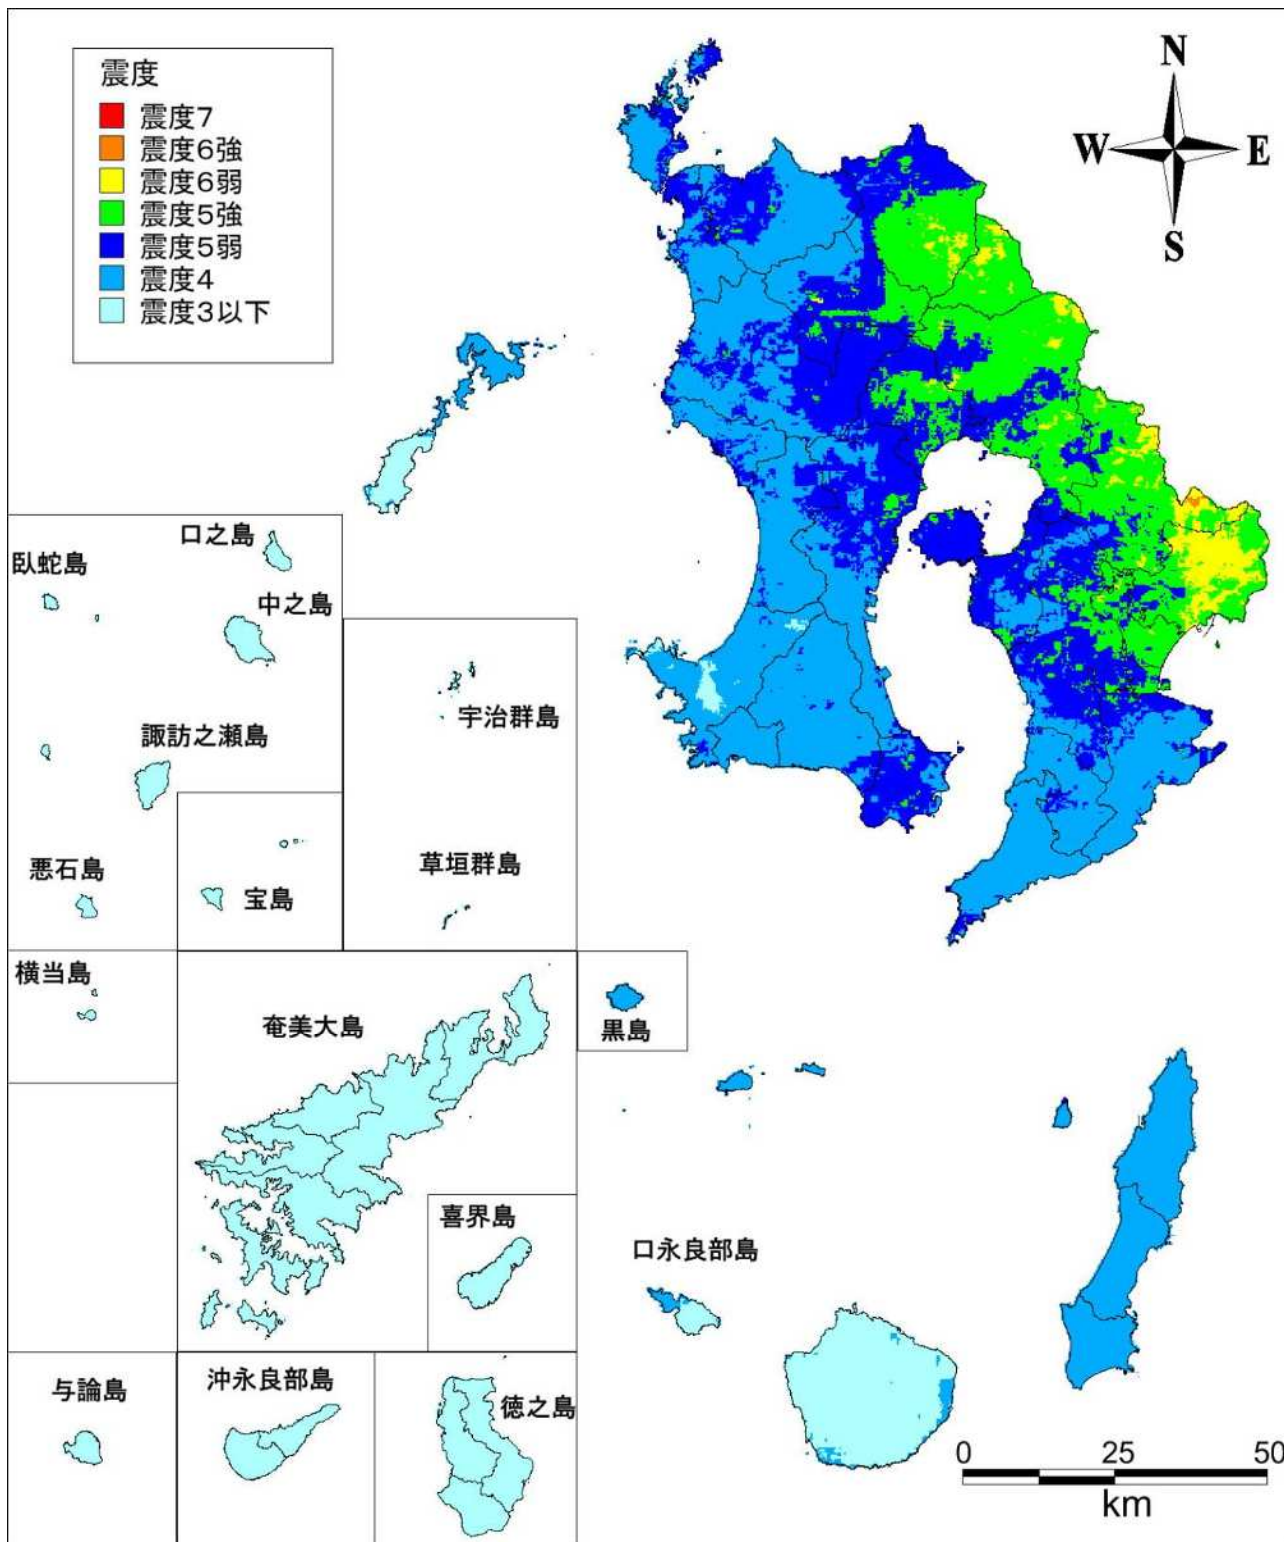 震度
震度7
震度6強
震度6弱
震度5強
震度5弱
震度4
震度3以下
N
W
E
S
口之島
臥蛇島
中之島
諏訪之瀬島
宇治群島
悪石島
宝島
草垣群島
横当島
奄美大島
黒島
喜界島
口永良部島
与論島
沖永良部島
徳之島
0 25 50
km